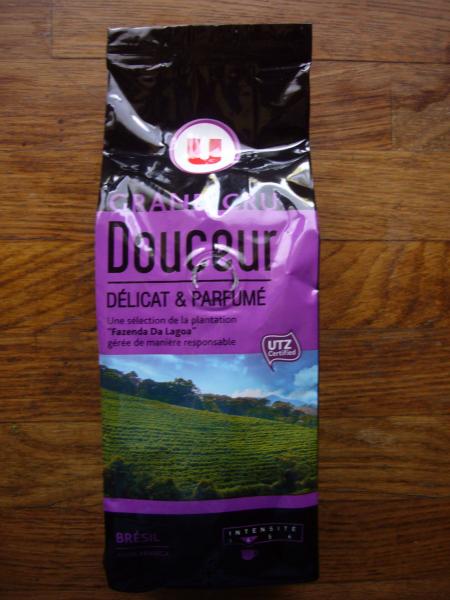 U
GRAND CRU
Douceur
DÉLICAT & PARFUMÉ
Une sélection de la plantation
"Fazenda Da Lagoa"
gérée de manière responsable
UTZ
Certified
BRÉSIL
INTENSITÉ